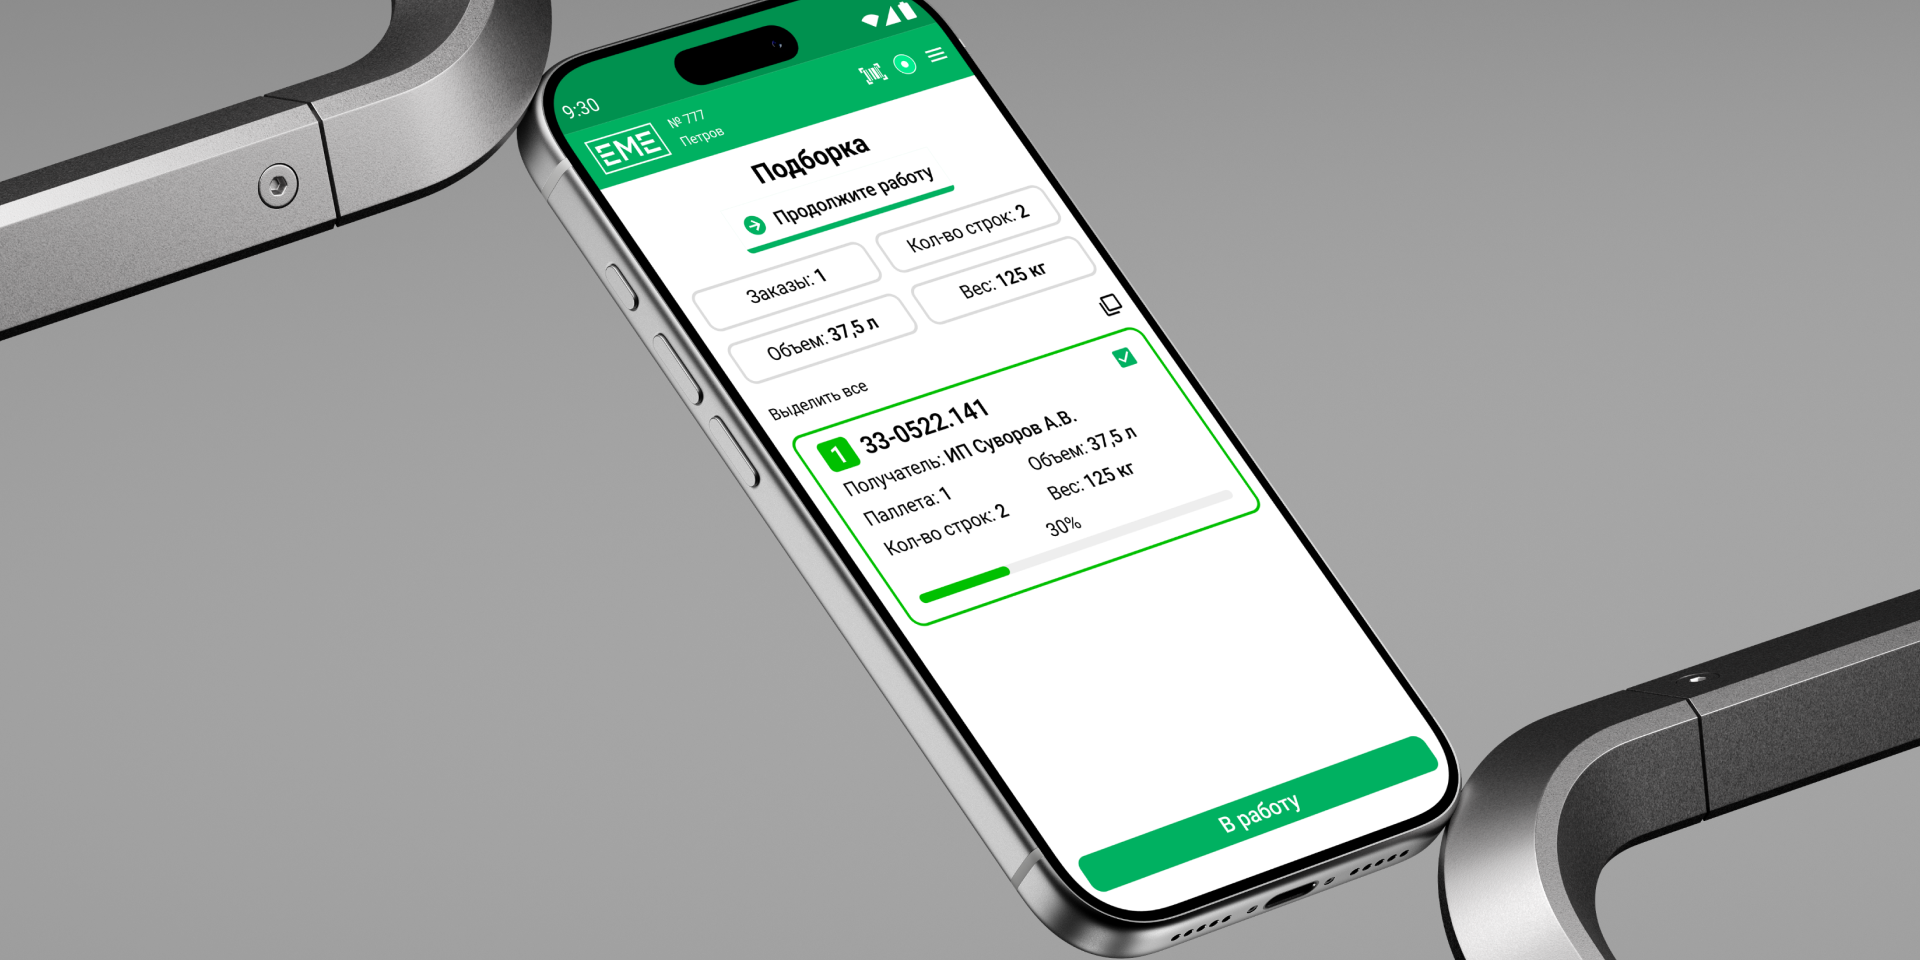 9:30
EME
№ 777
Петров
Подборка
Продолжите работу
Заказы: 1
Кол-во строк: 2
Объем: 37,5 л
Вес: 125 кг
Выделить все
1 33-0522.141
Получатель: ИП Суворов А.В.
Паллета: 1
Объем: 37,5 л
Кол-во строк: 2
Вес: 125 кг
30%
В работу